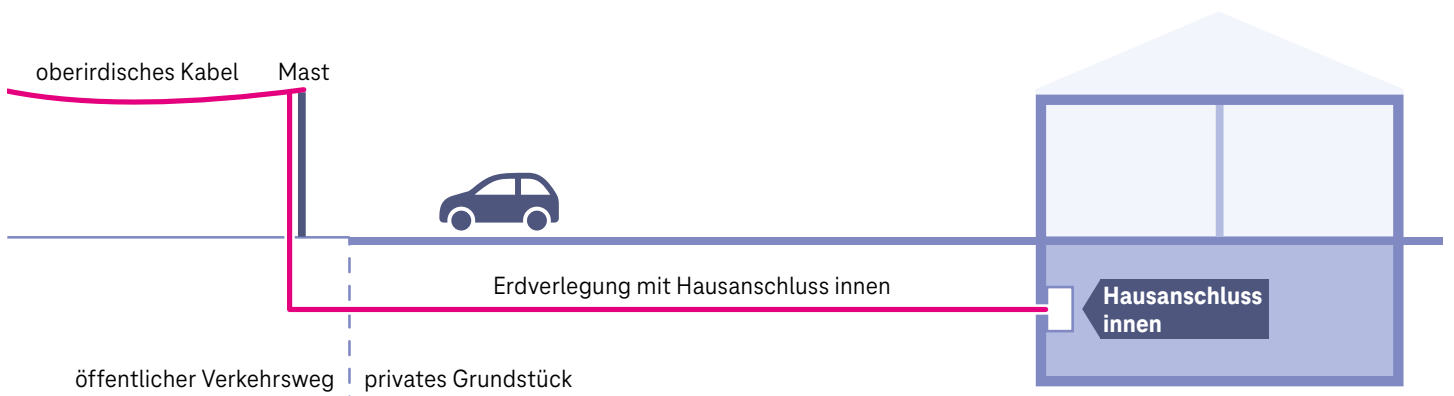 oberirdisches Kabel
Mast
Erdverlegung mit Hausanschluss innen
Hausanschluss
innen
öffentlicher Verkehrsweg
privates Grundstück